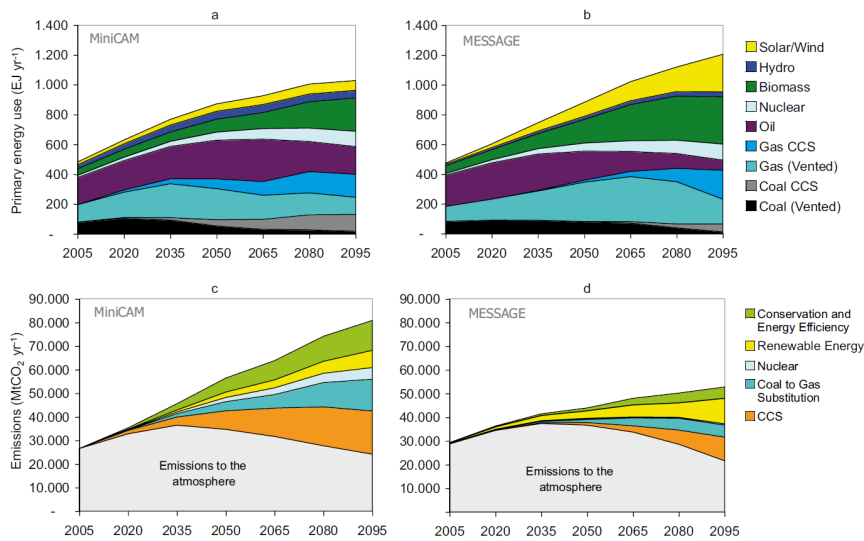 a
MiniCAM
Primary energy use (EJ yr-1)
1.400
1.200
1.000
800
600
400
200
-
2005 2020 2035 2050 2065 2080 2095
b
MESSAGE
1.400
1.200
1.000
800
600
400
200
-
2005 2020 2035 2050 2065 2080 2095
Solar/Wind
Hydro
Biomass
Nuclear
Oil
Gas CCS
Gas (Vented)
Coal CCS
Coal (Vented)
c
MiniCAM
Emissions (MtCO2 yr-1)
90.000
80.000
70.000
60.000
50.000
40.000
30.000
20.000
10.000
-
Emissions to the
atmosphere
2005 2020 2035 2050 2065 2080 2095
d
MESSAGE
90.000
80.000
70.000
60.000
50.000
40.000
30.000
20.000
10.000
-
Emissions to the
atmosphere
2005 2020 2035 2050 2065 2080 2095
Conservation and
Energy Efficiency
Renewable Energy
Nuclear
Coal to Gas
Substitution
CCS